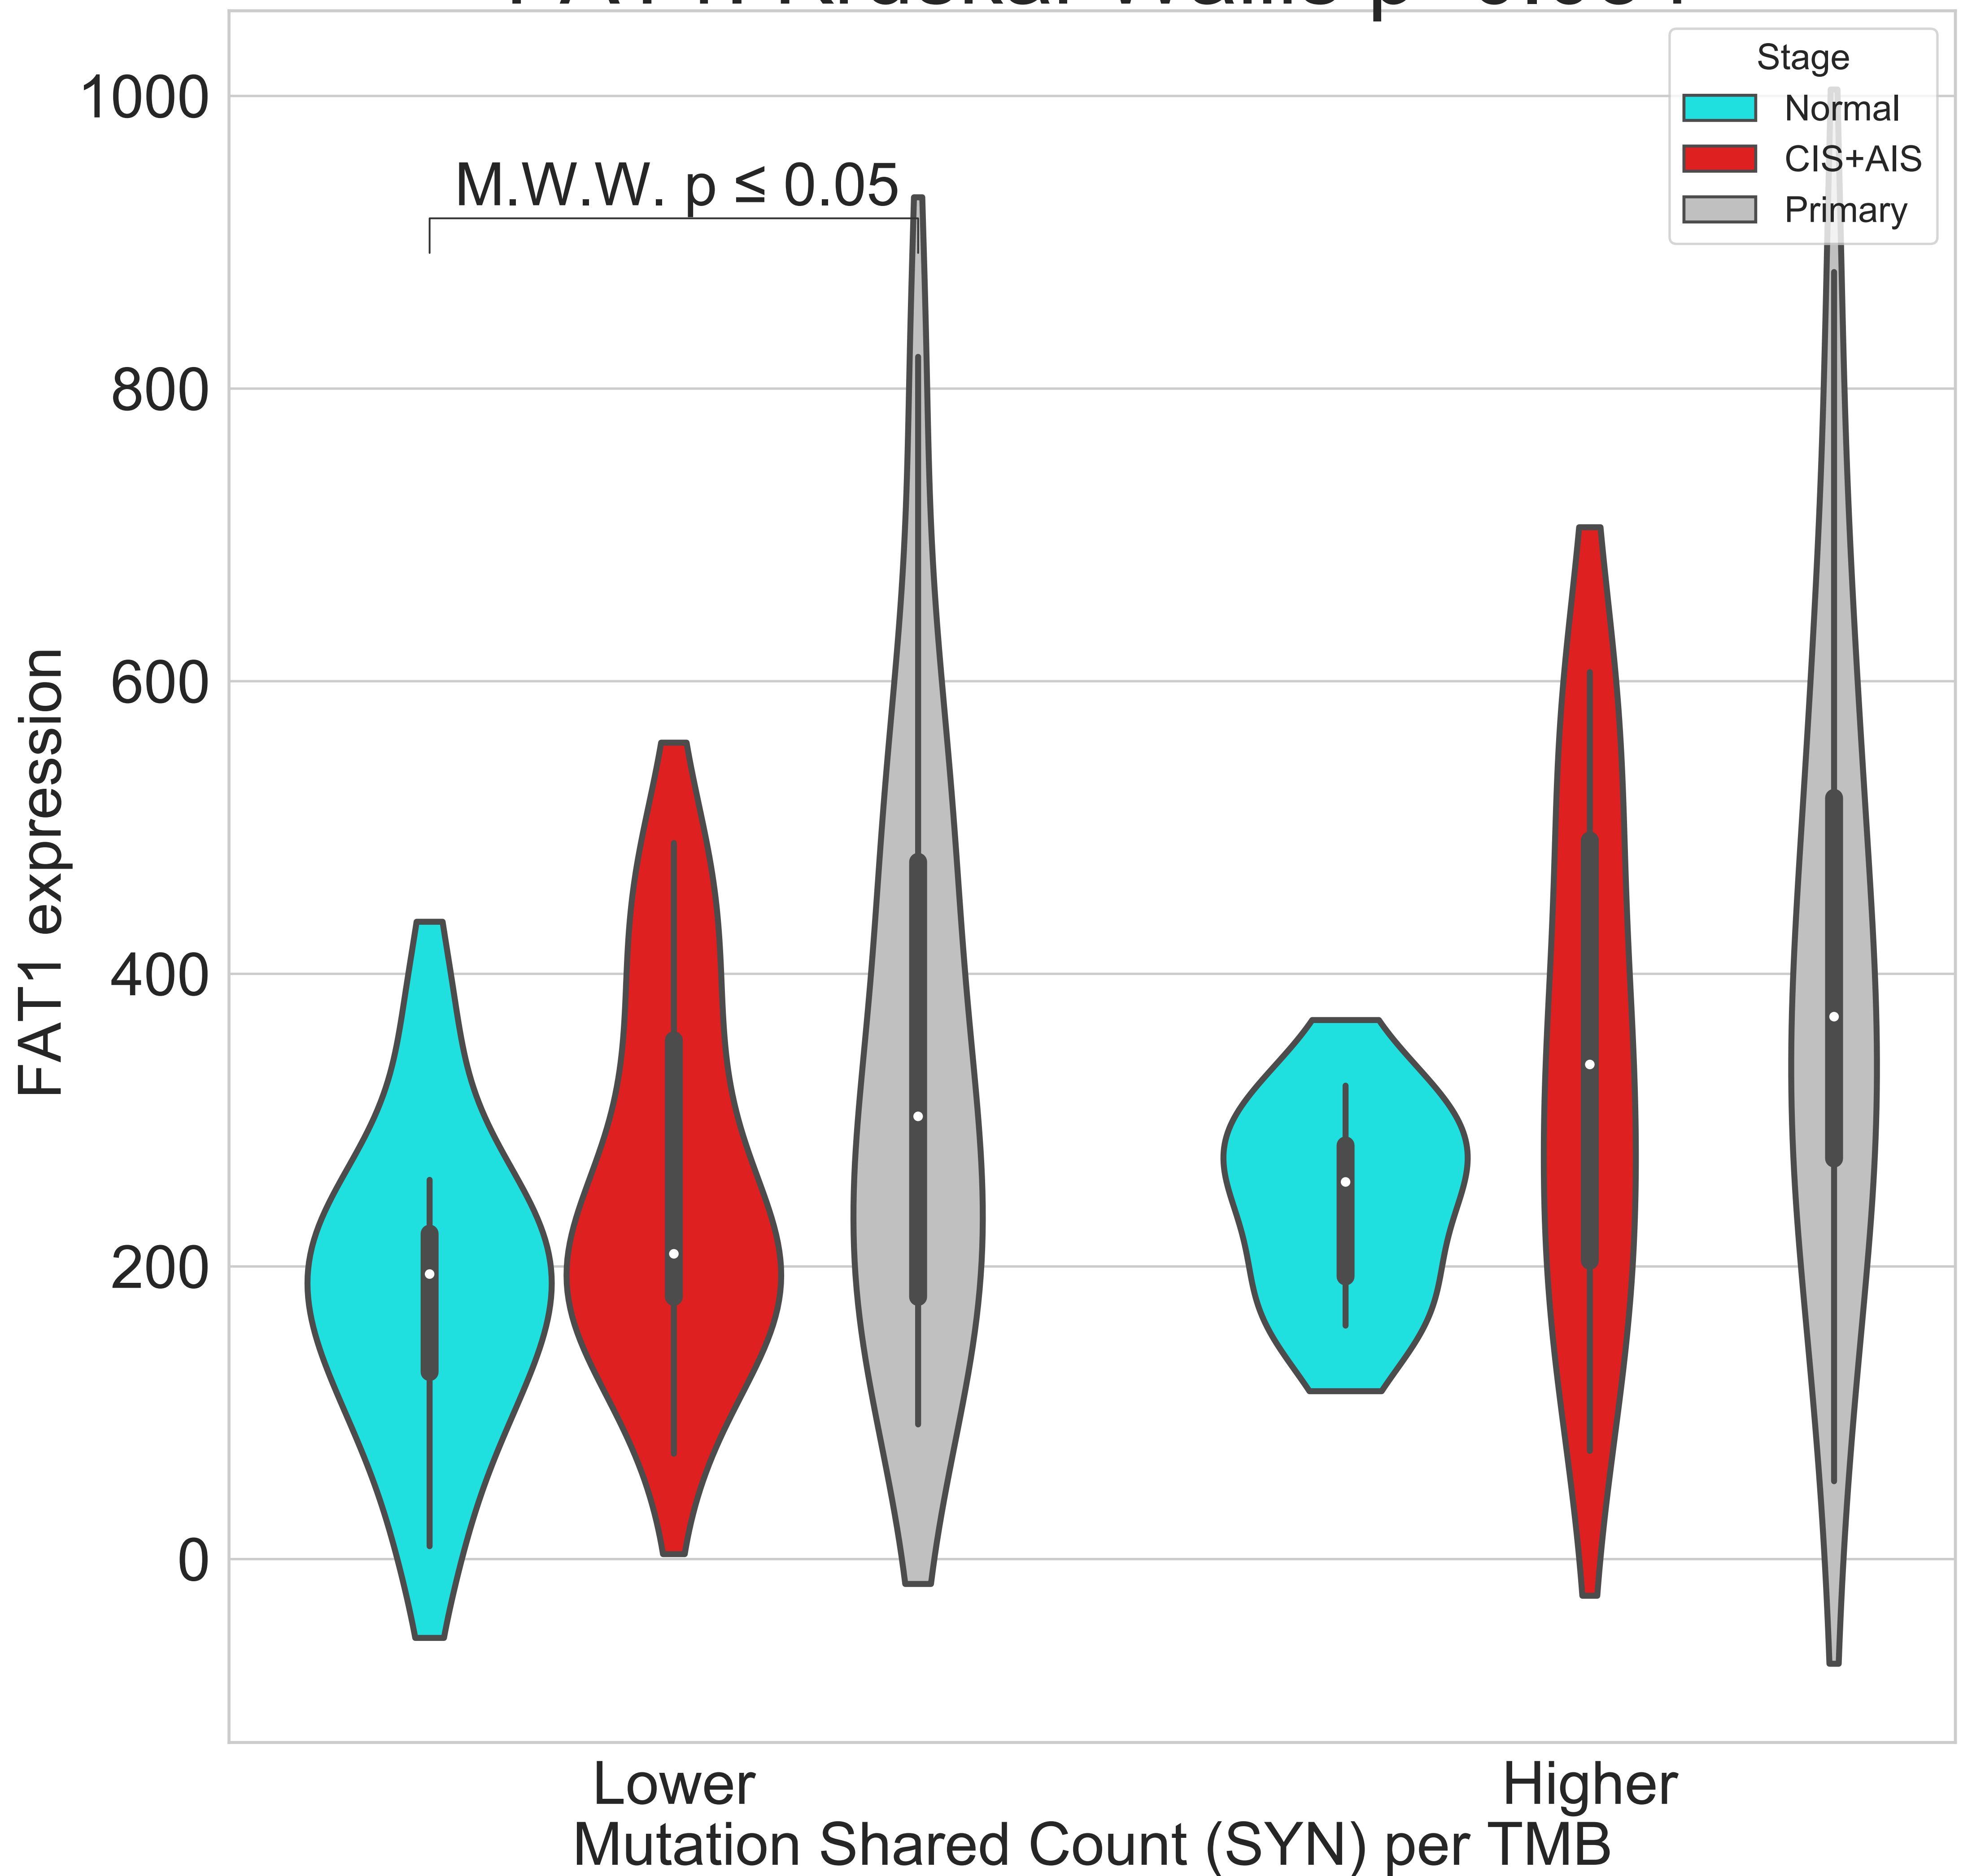 Stage
Normal
CIS+AIS
Primary
M.W.W. p ≤ 0.05
1000
800
600
400
200
0
FAT1 expression
Lower
Higher
Mutation Shared Count (SYN) per TMB